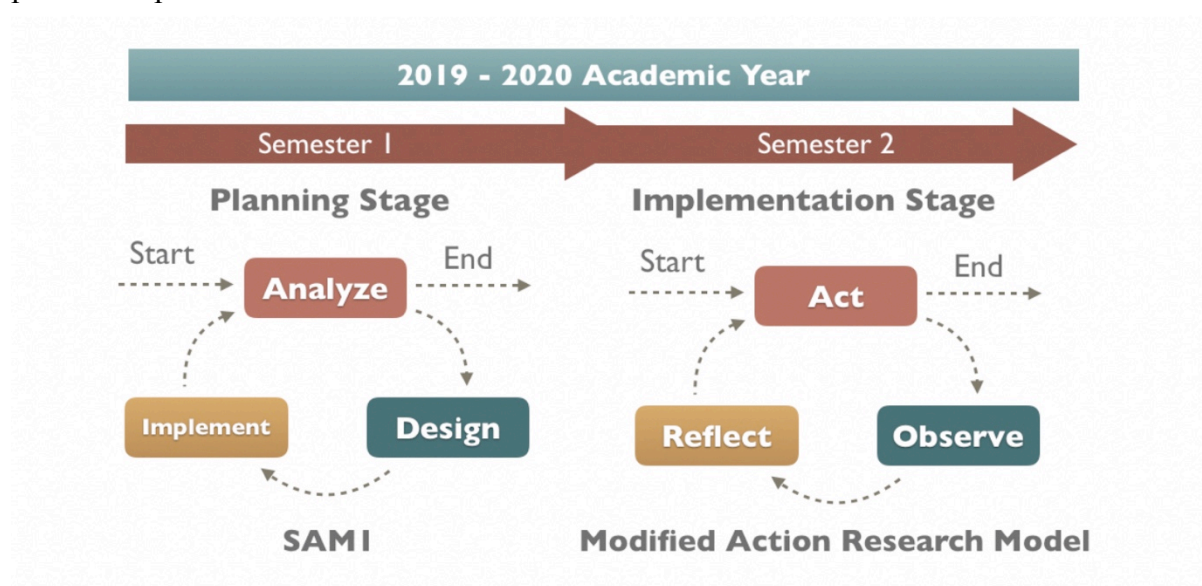 2019 - 2020 Academic Year
Semester 1
Semester 2
Planning Stage
Implementation Stage
Start
End
Analyze
Implement
Design
SAM1
Start
End
Act
Reflect
Observe
Modified Action Research Model